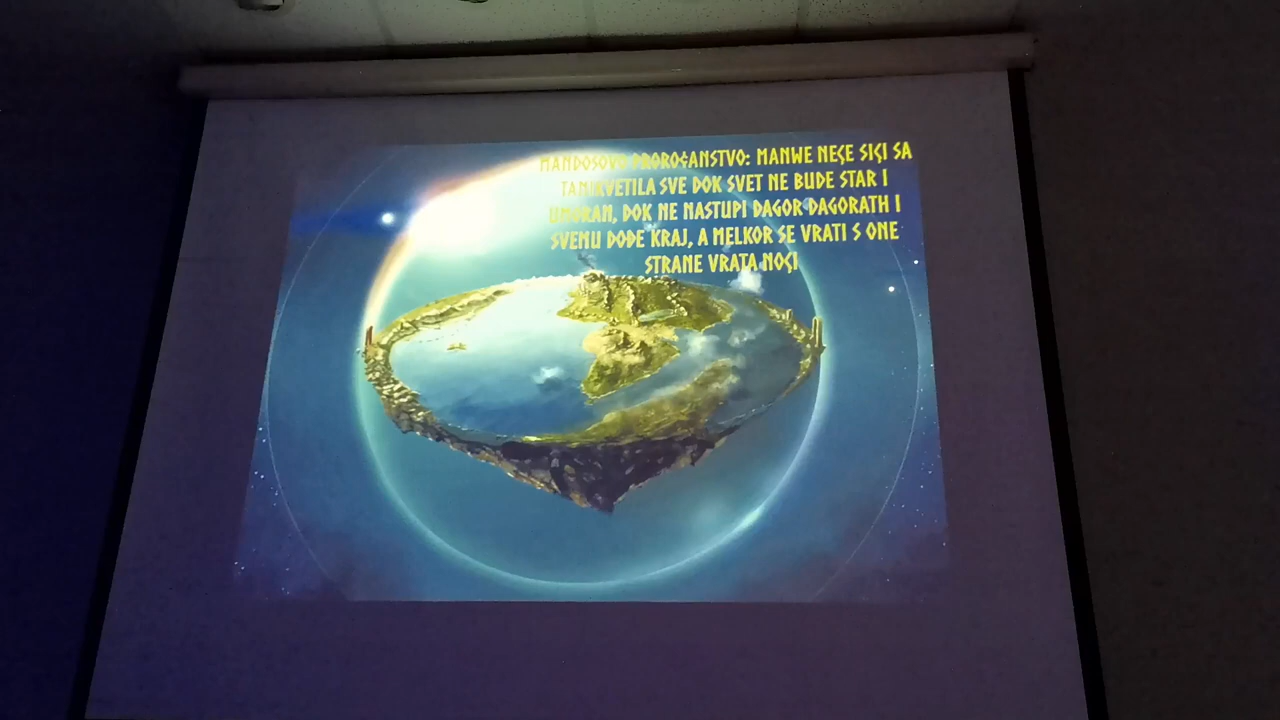 MANDOSOVO PROROČANSTVO: MANWE NEĆE SIĆI SA
TANIKVETILA SVE DOK SVET NE BUDE STAR I
UMORAN, DOK NE NASTUPI DAGOR DAGORATH I
SVEMU DOĐE KRAJ, A MELKOR SE VRATI S ONE
STRANE VRATA NOĆI